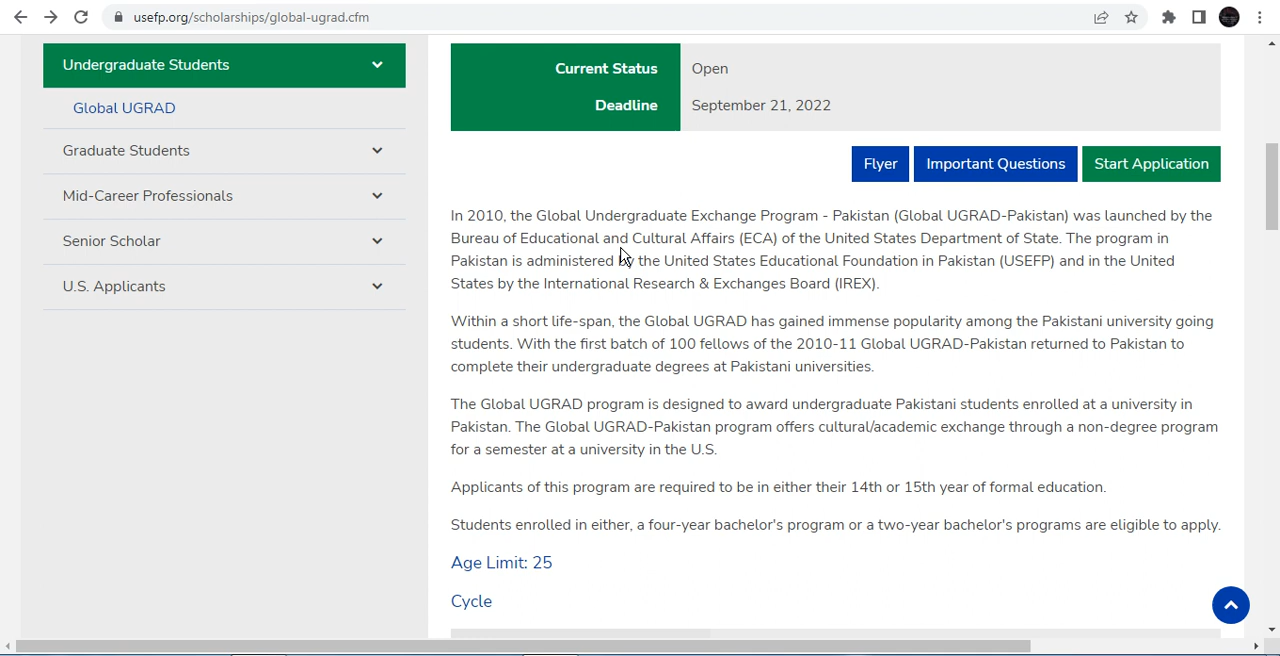 usefp.org/scholarships/global-ugrad.cfm
Undergraduate Students
Global UGRAD
Graduate Students
Mid-Career Professionals
Senior Scholar
U.S. Applicants
Current Status Open
Deadline September 21, 2022
Flyer Important Questions Start Application
In 2010, the Global Undergraduate Exchange Program - Pakistan (Global UGRAD-Pakistan) was launched by the
Bureau of Educational and Cultural Affairs (ECA) of the United States Department of State. The program in
Pakistan is administered by the United States Educational Foundation in Pakistan (USEFP) and in the United
States by the International Research & Exchanges Board (IREX).
Within a short life-span, the Global UGRAD has gained immense popularity among the Pakistani university going
students. With the first batch of 100 fellows of the 2010-11 Global UGRAD-Pakistan returned to Pakistan to
complete their undergraduate degrees at Pakistani universities.
The Global UGRAD program is designed to award undergraduate Pakistani students enrolled at a university in
Pakistan. The Global UGRAD-Pakistan program offers cultural/academic exchange through a non-degree program
for a semester at a university in the U.S.
Applicants of this program are required to be in either their 14th or 15th year of formal education.
Students enrolled in either, a four-year bachelor's program or a two-year bachelor's programs are eligible to apply.
Age Limit: 25
Cycle